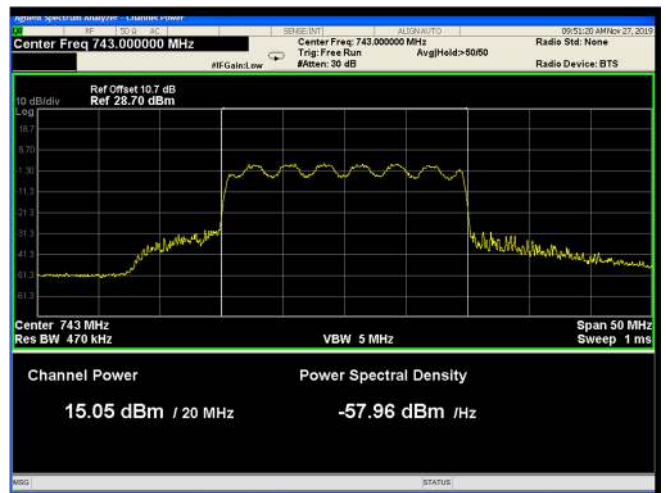 Agilent Spectrum Analyzer - Channel Power
RF 50 Ω AC SENSE:INT ALIGNAUTO 09:51:20 AM Nov 27, 2019
Center Freq 743.000000 MHz Center Freq: 743.000000 MHz Radio Std: None
Trig: Free Run Avg|Hold:>50/50
#IFGain:Low #Atten: 30 dB Radio Device: BTS
Ref Offset 10.7 dB
10 dB/div Ref 28.70 dBm
Log
18.7
8.70
-1.30
-11.3
-21.3
-31.3
-41.3
-51.3
-61.3
Center 743 MHz Span 50 MHz
Res BW 470 kHz VBW 5 MHz Sweep 1 ms
Channel Power Power Spectral Density
15.05 dBm / 20 MHz -57.96 dBm /Hz
MSG STATUS